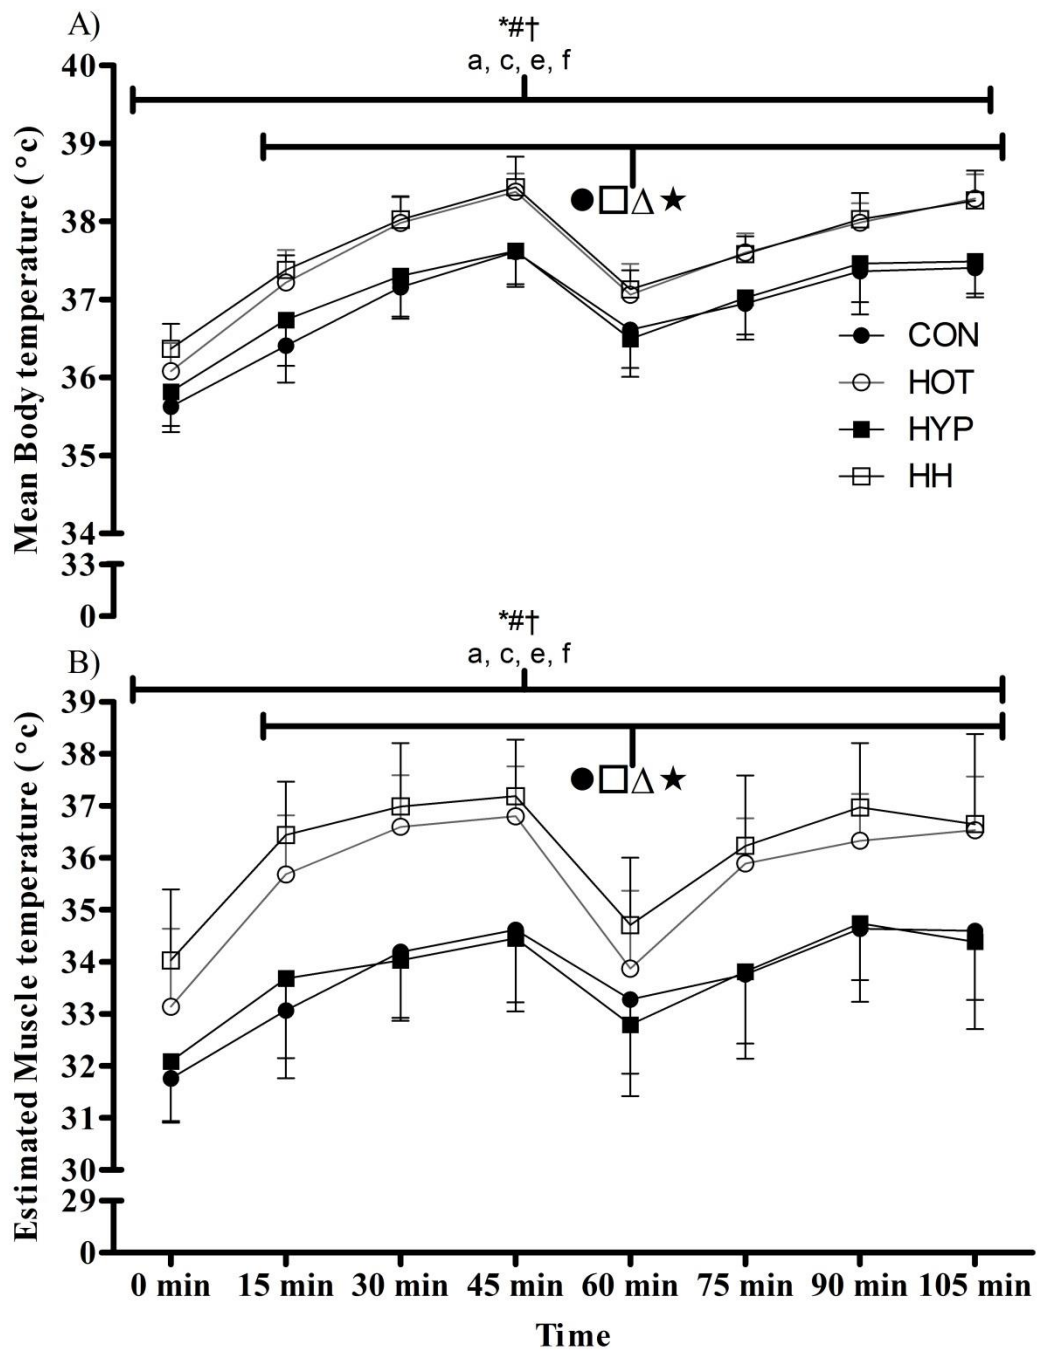 A)
*#†
a, c, e, f
40
39
38
37
36
35
34
33
0
Mean Body temperature (°c)
●□Δ★
CON
HOT
HYP
HH
B)
*#†
a, c, e, f
39
38
37
36
35
34
33
32
31
30
29
0
Estimated Muscle temperature (°c)
●□Δ★
0 min 15 min 30 min 45 min 60 min 75 min 90 min 105 min
Time